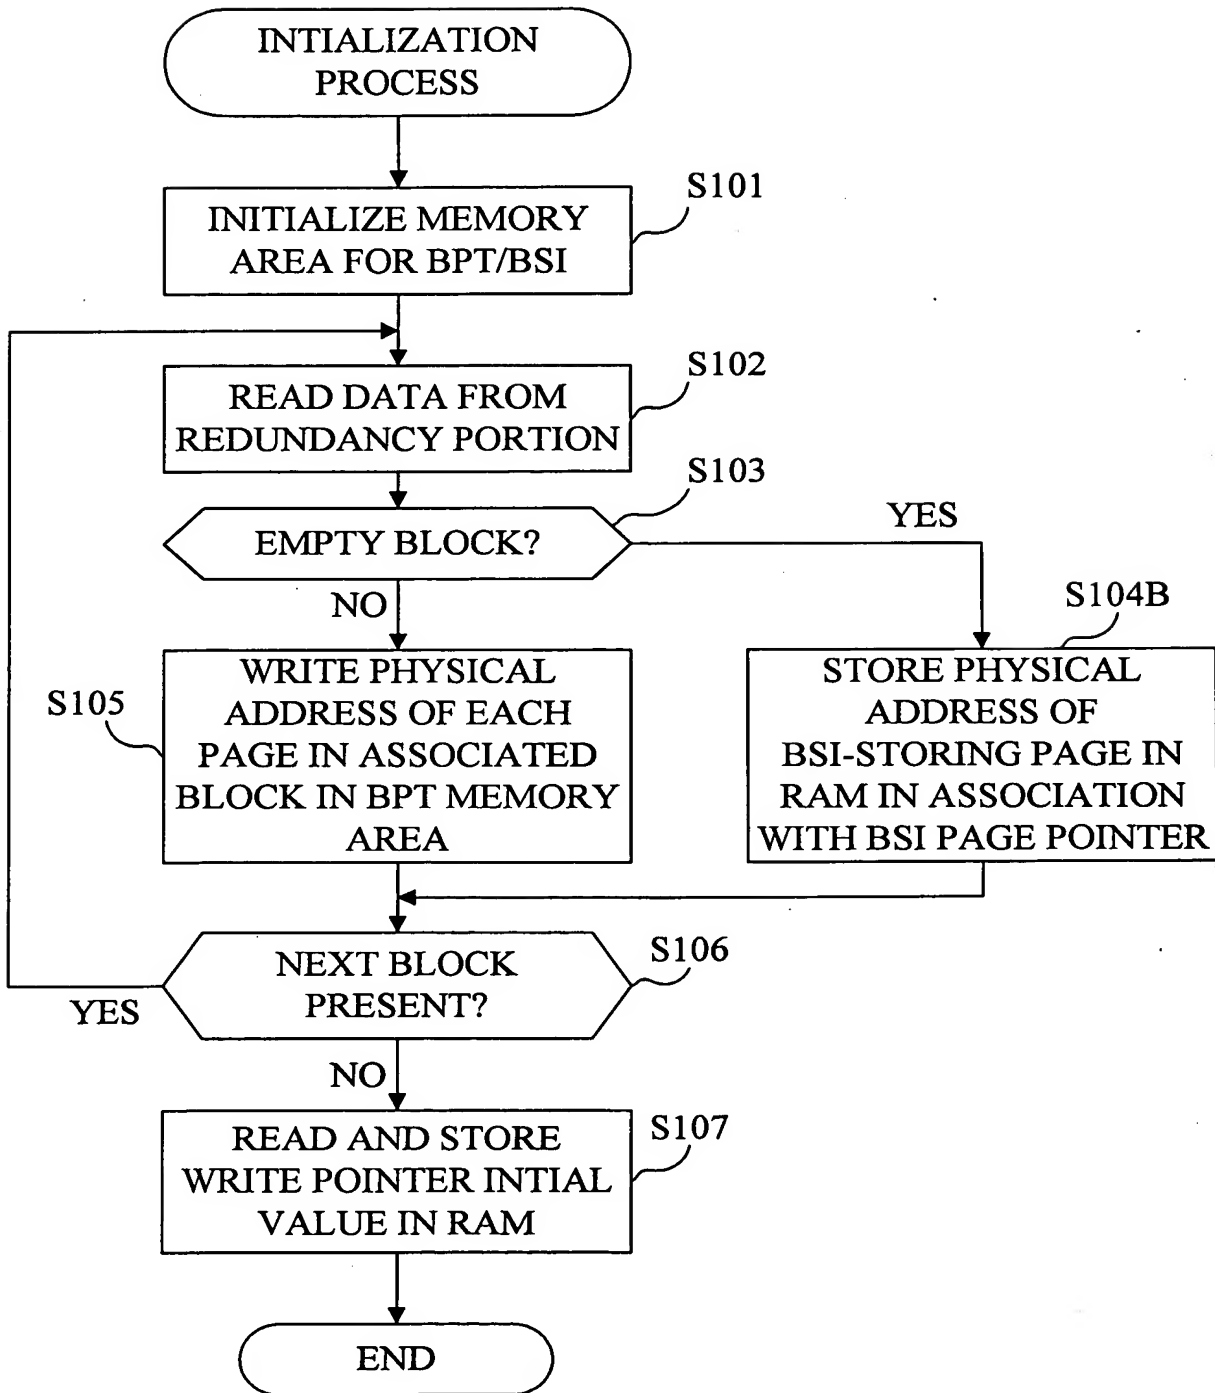 INTIALIZATION
PROCESS
S101
INITIALIZE MEMORY
AREA FOR BPT/BSI
S102
READ DATA FROM
REDUNDANCY PORTION
S103
EMPTY BLOCK?
YES
NO
S104B
S105
WRITE PHYSICAL
ADDRESS OF EACH
PAGE IN ASSOCIATED
BLOCK IN BPT MEMORY
AREA
STORE PHYSICAL
ADDRESS OF
BSI-STORING PAGE IN
RAM IN ASSOCIATION
WITH BSI PAGE POINTER
S106
NEXT BLOCK
PRESENT?
YES
NO
S107
READ AND STORE
WRITE POINTER INTIAL
VALUE IN RAM
END